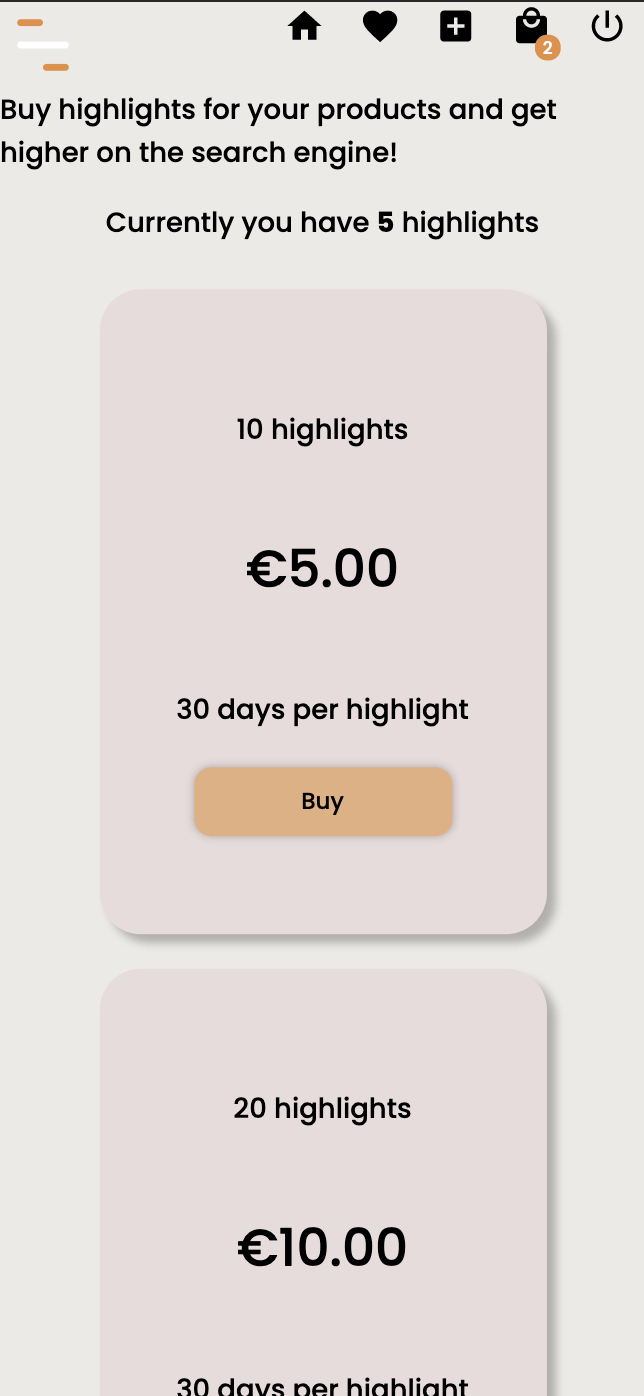 2
Buy highlights for your products and get
higher on the search engine!
Currently you have 5 highlights
10 highlights
€5.00
30 days per highlight
Buy
20 highlights
€10.00
30 days per highlight